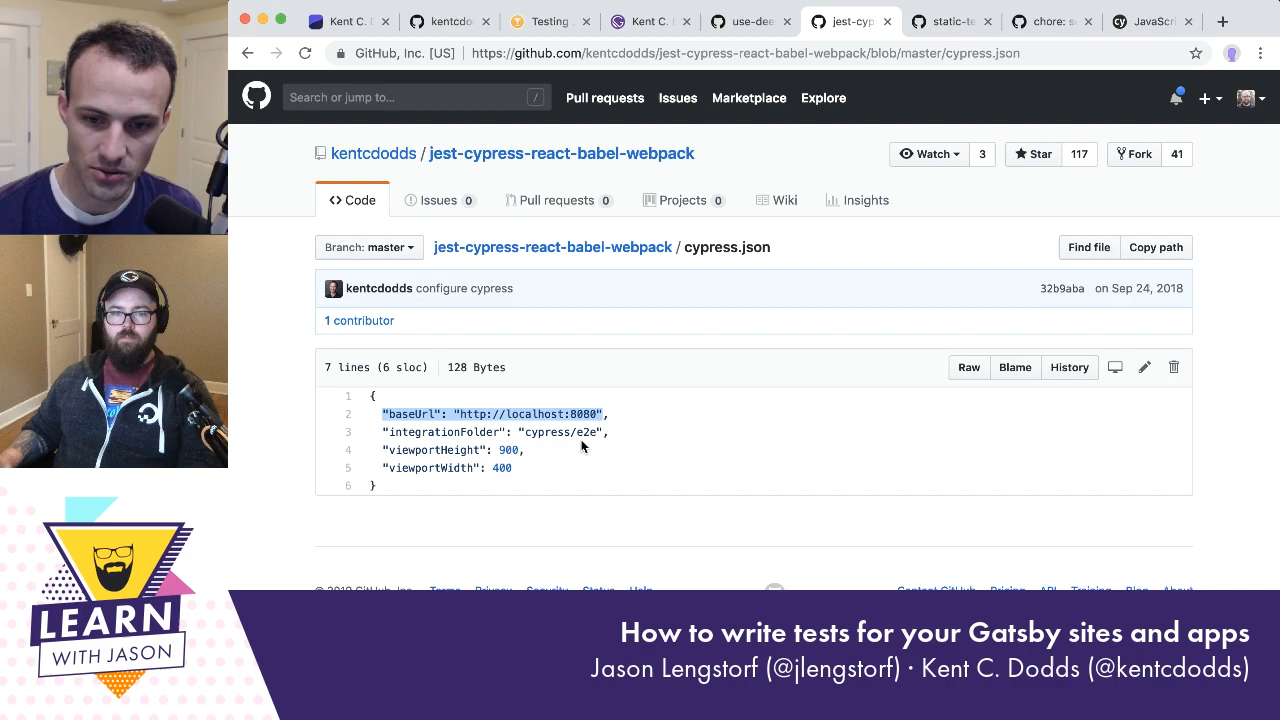 Kent C. D
kentcdo
Testing
Kent C. L
use-dee
jest-cyp
static-te
chore: s
JavaScri
GitHub, Inc. [US]
https://github.com/kentcdodds/jest-cypress-react-babel-webpack/blob/master/cypress.json
Search or jump to...
/
Pull requests
Issues
Marketplace
Explore
kentcdodds / jest-cypress-react-babel-webpack
Watch
3
Star
117
Fork
41
<> Code
Issues 0
Pull requests 0
Projects 0
Wiki
Insights
Branch: master
jest-cypress-react-babel-webpack / cypress.json
Find file
Copy path
kentcdodds configure cypress
32b9aba on Sep 24, 2018
1 contributor
7 lines (6 sloc)
128 Bytes
Raw
Blame
History
1 {
2 "baseUrl": "http://localhost:8080",
3 "integrationFolder": "cypress/e2e",
4 "viewportHeight": 900,
5 "viewportWidth": 400
6 }
LEARN
WITH JASON
How to write tests for your Gatsby sites and apps
Jason Lengstorf (@jlengstorf) · Kent C. Dodds (@kentcdodds)